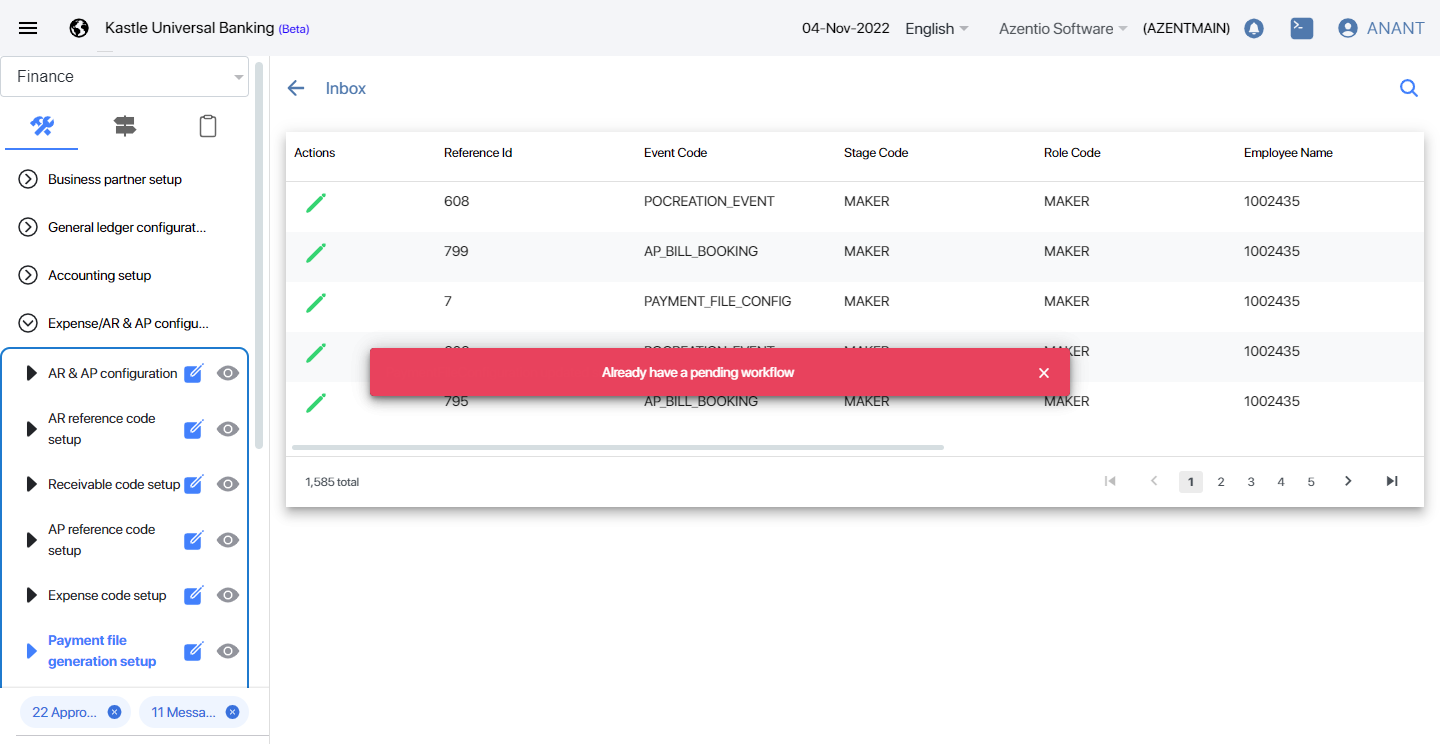 Kastle Universal Banking (Beta)
04-Nov-2022
English
Azentio Software
(AZENTMAIN)
ANANT
Finance
Business partner setup
General ledger configurat...
Accounting setup
Expense/AR & AP configu...
AR & AP configuration
AR reference code
setup
Receivable code setup
AP reference code
setup
Expense code setup
Payment file
generation setup
22 Appro...
11 Messa...
Inbox
Actions Reference Id Event Code Stage Code Role Code Employee Name
608 POCREATION_EVENT MAKER MAKER 1002435
799 AP_BILL_BOOKING MAKER MAKER 1002435
7 PAYMENT_FILE_CONFIG MAKER MAKER 1002435
POCREATION_EVENT MAKER MAKER 1002435
Already have a pending workflow
795 AP_BILL_BOOKING MAKER MAKER 1002435
1,585 total
1 2 3 4 5